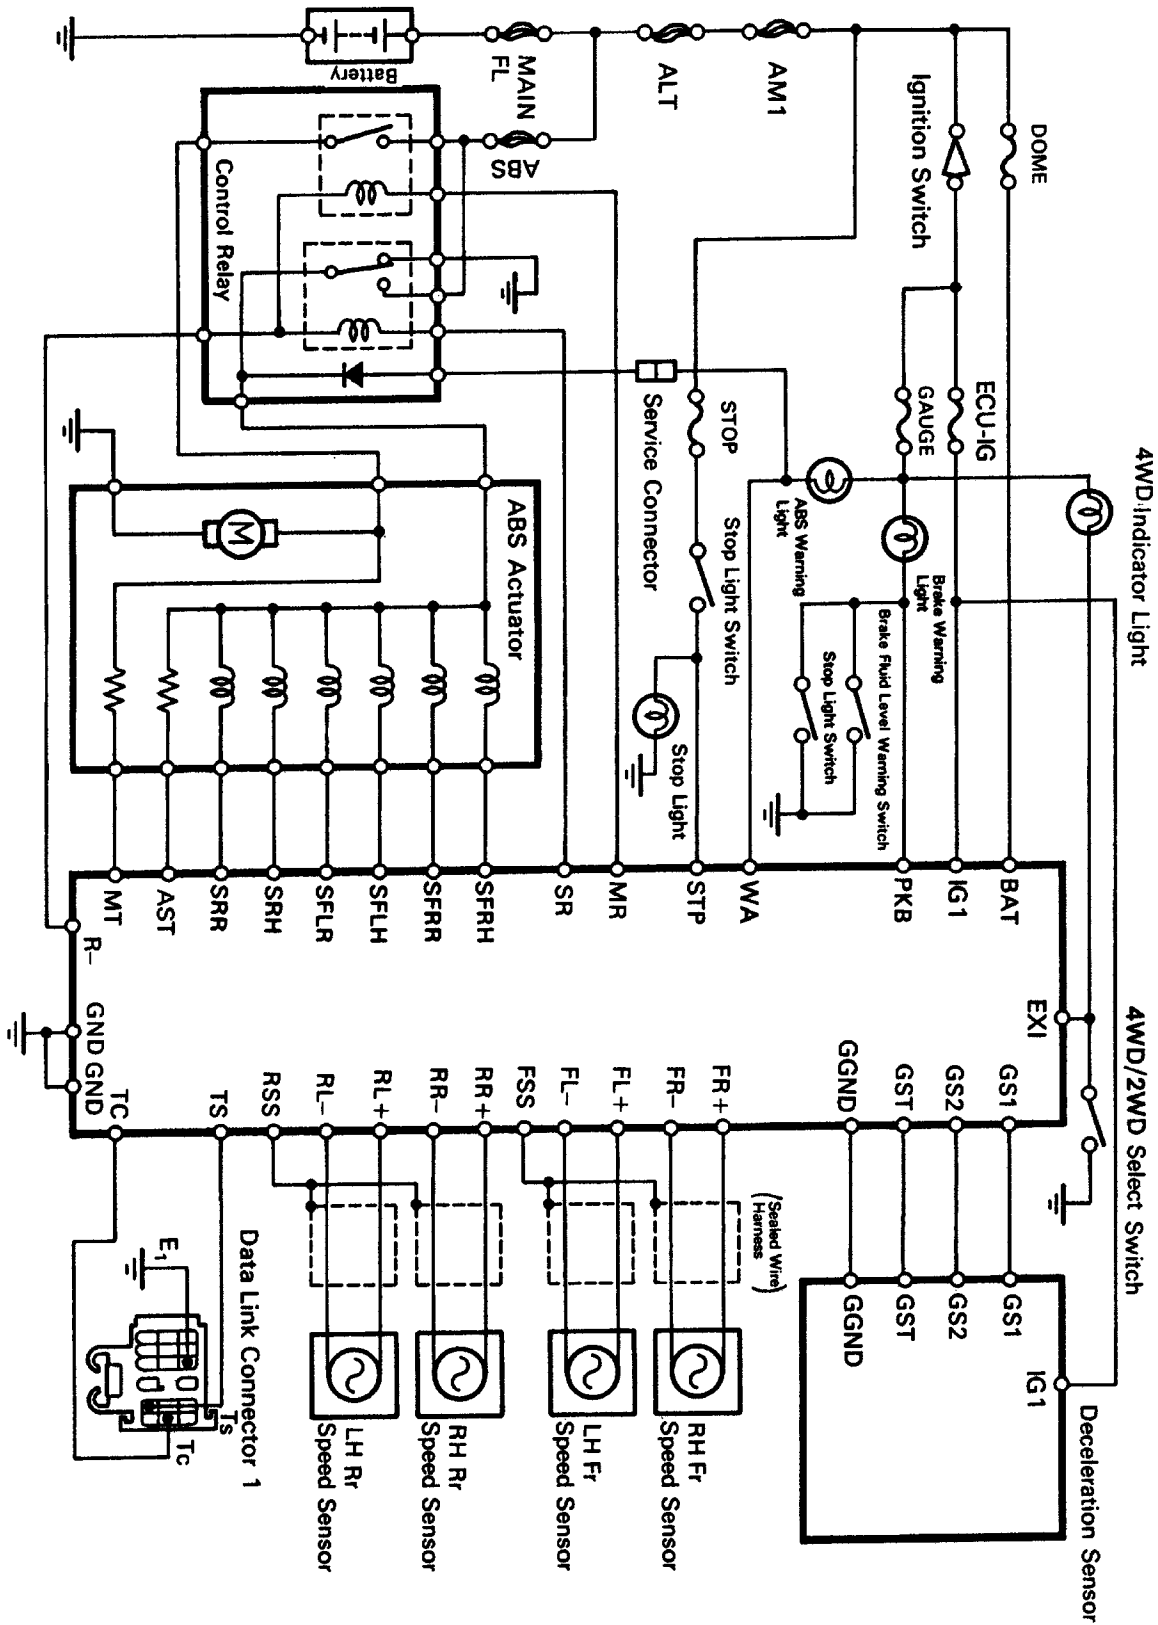 4WD Indicator Light
4WD/2WD Select Switch
DOME
Ignition Switch
ECU-IG
GAUGE
Brake Warning
Light
Brake Fluid Level Warning Switch
Stop Light Switch
ABS Warning
Light
AM1
ALT
MAIN
FL
ABS
Battery
STOP
Stop Light Switch
Stop Light
Service Connector
Control Relay
ABS Actuator
M
BAT
IG1
PKB
WA
STP
MR
SR
SFRH
SFRR
SFLH
SFLR
SRH
SRR
AST
MT
R−
GND
GND
EXI
GS1
GS2
GST
GGND
FR+
FR−
FL+
FL−
FSS
RR+
RR−
RL+
RL−
RSS
TS
TC
(Sealed Wire
Harness)
GS1
GS2
GST
GGND
IG1
Deceleration Sensor
RH Fr
Speed Sensor
LH Fr
Speed Sensor
RH Rr
Speed Sensor
LH Rr
Speed Sensor
Data Link Connector 1
E1
Ts
Tc